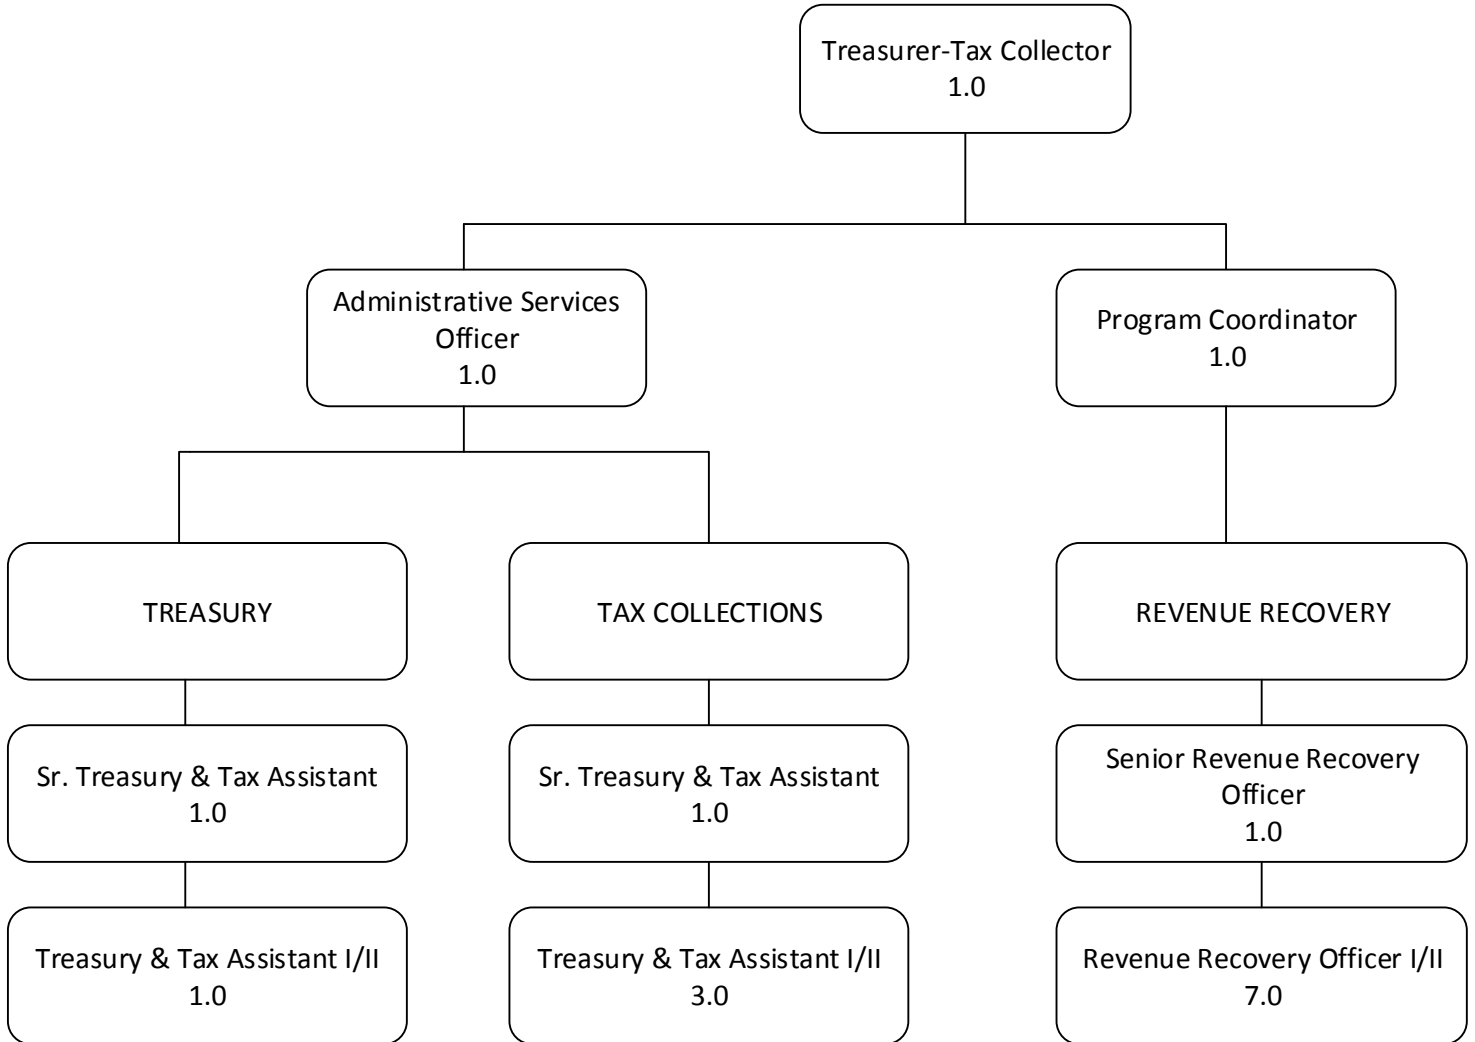 Treasurer-Tax Collector
1.0
Administrative Services
Officer
1.0
Program Coordinator
1.0
TREASURY
TAX COLLECTIONS
REVENUE RECOVERY
Sr. Treasury & Tax Assistant
1.0
Sr. Treasury & Tax Assistant
1.0
Senior Revenue Recovery
Officer
1.0
Treasury & Tax Assistant I/II
1.0
Treasury & Tax Assistant I/II
3.0
Revenue Recovery Officer I/II
7.0